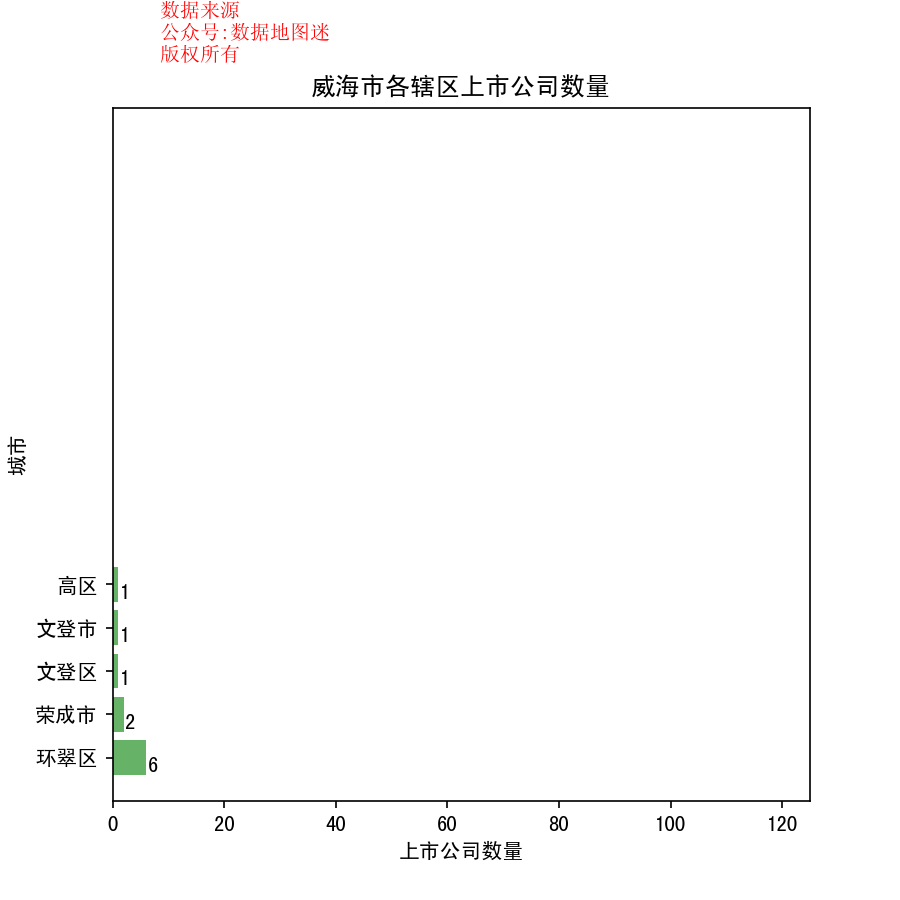 数据来源
公众号:数据地图迷
版权所有
威海市各辖区上市公司数量
城市
高区 1
文登市 1
文登区 1
荣成市 2
环翠区 6
0 20 40 60 80 100 120
上市公司数量